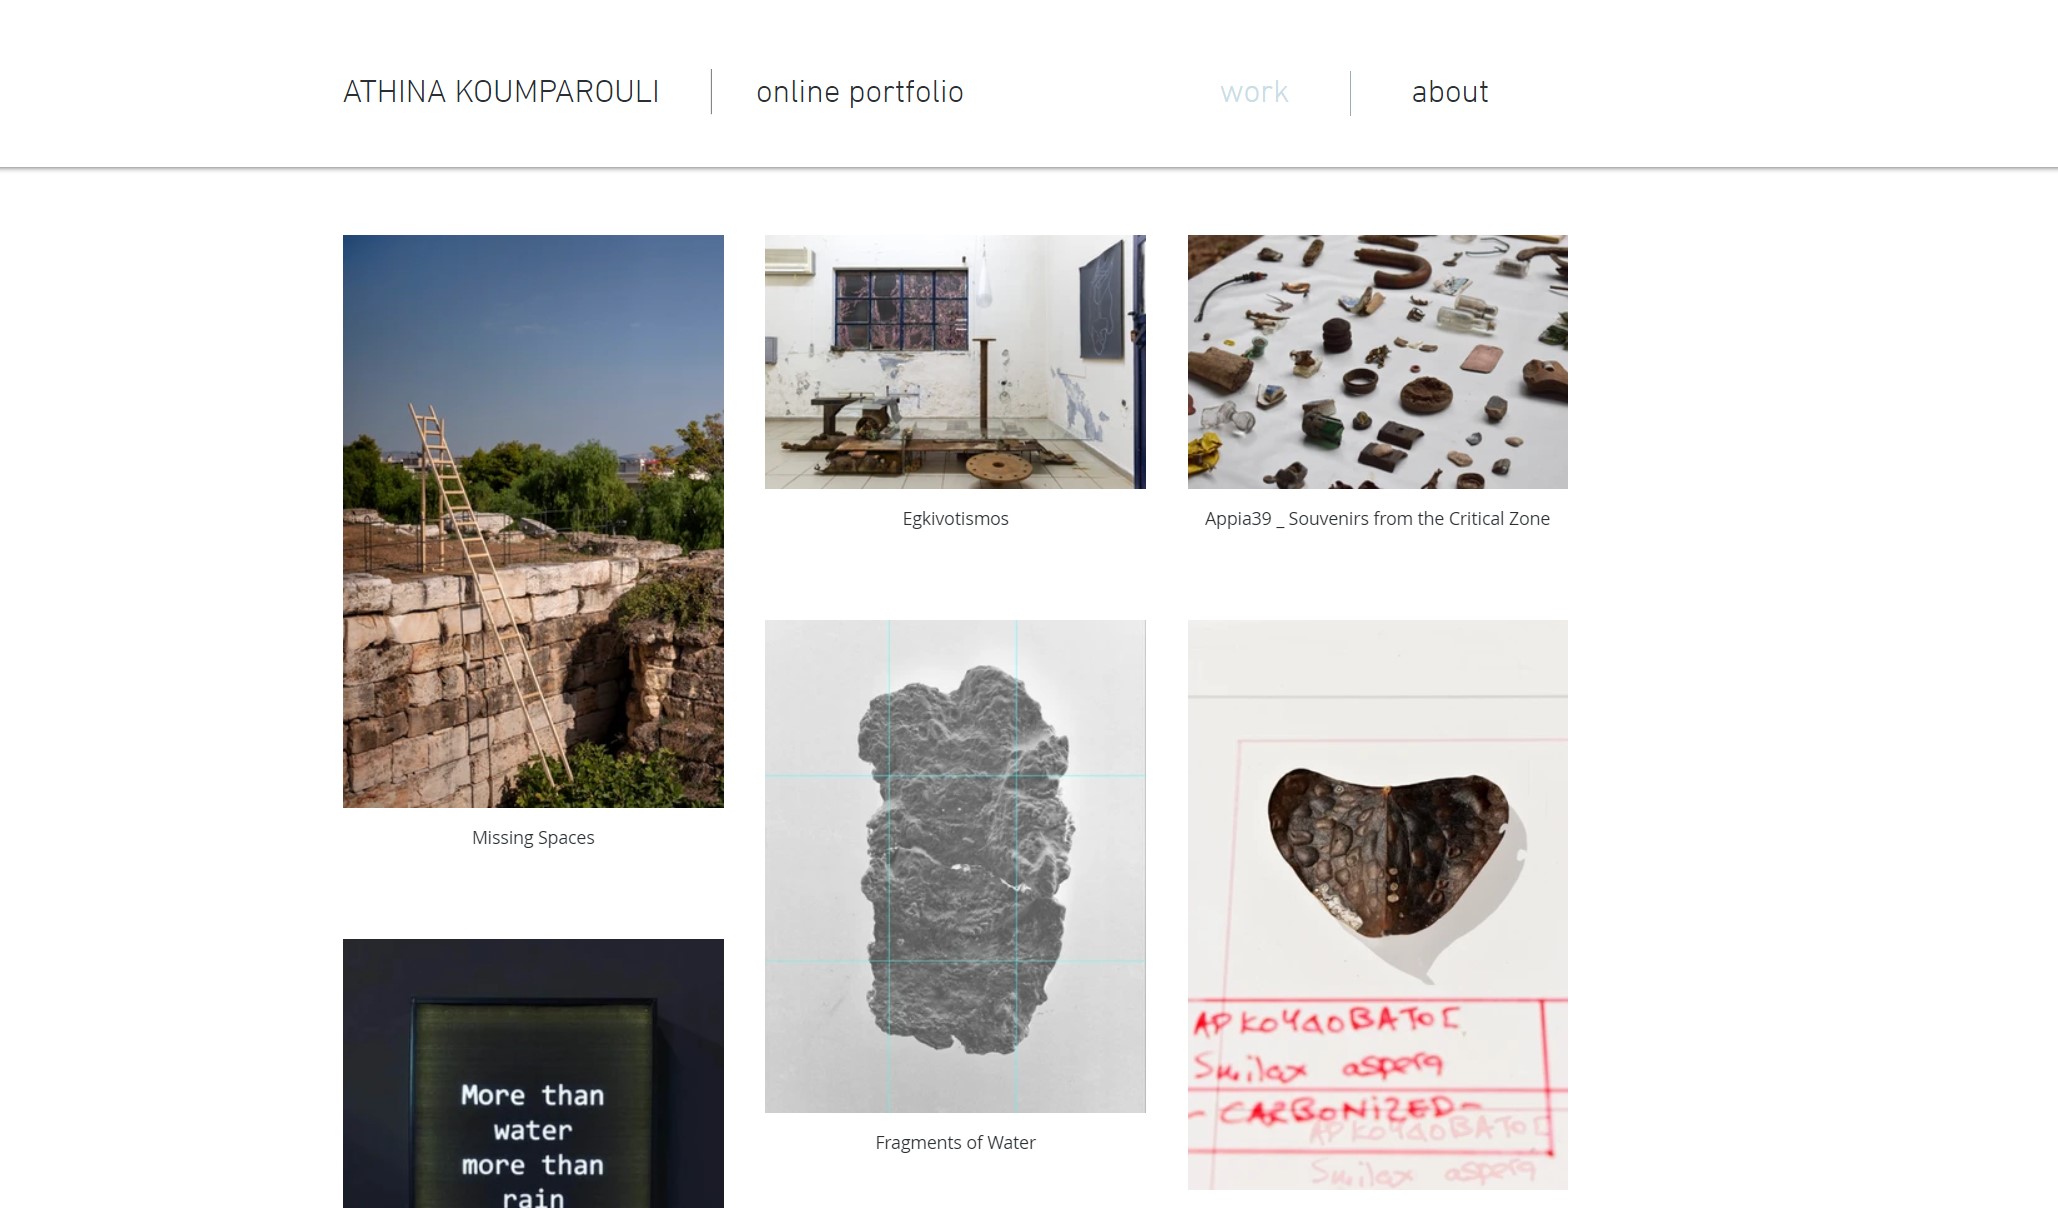 ATHINA KOUMPAROULI
online portfolio
work
about
Egkivotismos
Appia39 _ Souvenirs from the Critical Zone
Missing Spaces
More than
water
more than
rain
Fragments of Water
ΑΡΚΟΥΔΟΒΑΤΟΣ
Smilax aspera
- CARBONIZED-
ΑΡΚΟΥΔΟΒΑΤΟΣ
Smilax aspera